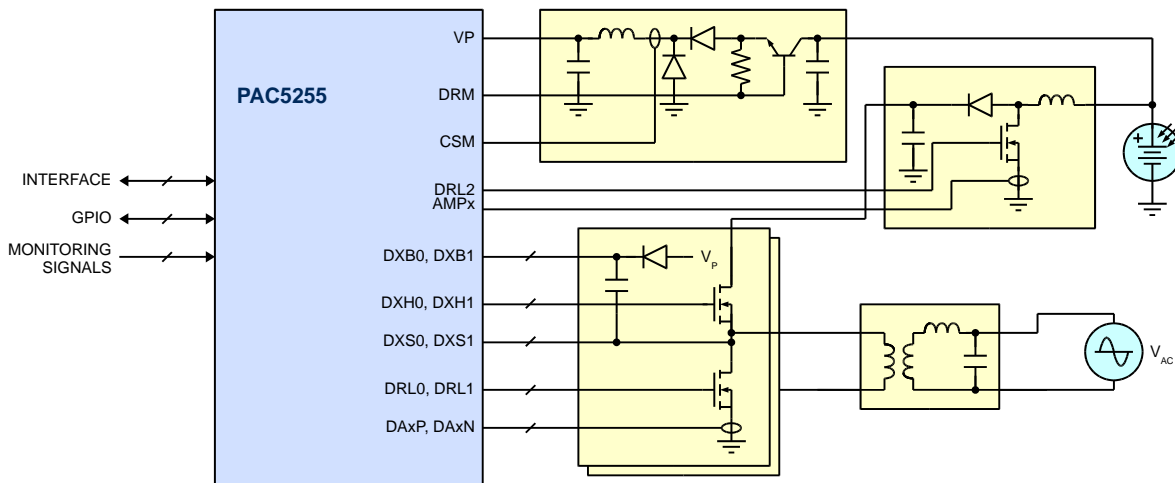 VP
PAC5255
DRM
CSM
+
INTERFACE
DRL2
AMPx
GPIO
MONITORING
SIGNALS
DXB0, DXB1
VP
DXH0, DXH1
DXS0, DXS1
VAC
DRL0, DRL1
DAxP, DAxN